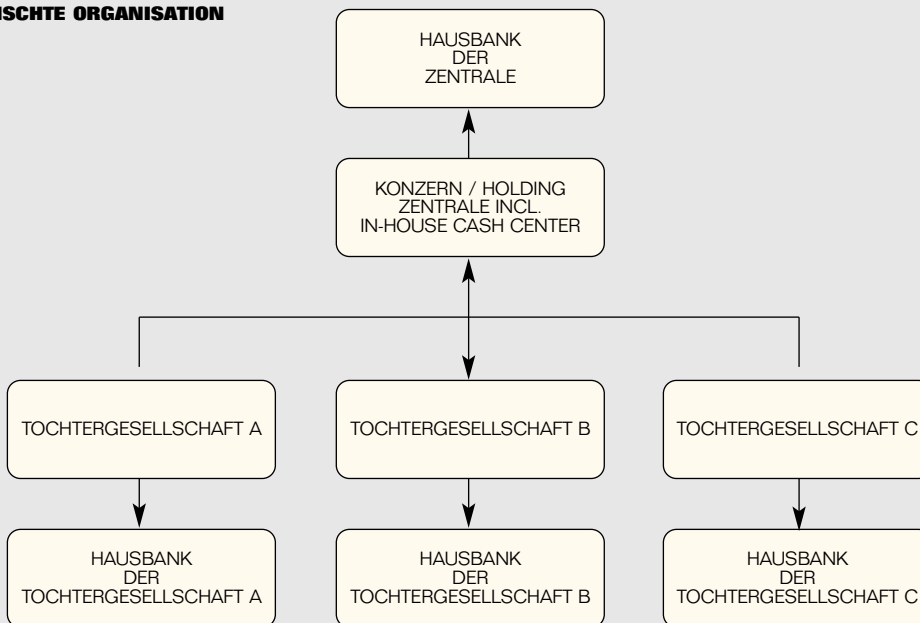 ISCHTE ORGANISATION
HAUSBANK
DER
ZENTRALE
KONZERN / HOLDING
ZENTRALE INCL.
IN-HOUSE CASH CENTER
TOCHTERGESELLSCHAFT A
TOCHTERGESELLSCHAFT B
TOCHTERGESELLSCHAFT C
HAUSBANK
DER
TOCHTERGESELLSCHAFT A
HAUSBANK
DER
TOCHTERGESELLSCHAFT B
HAUSBANK
DER
TOCHTERGESELLSCHAFT C